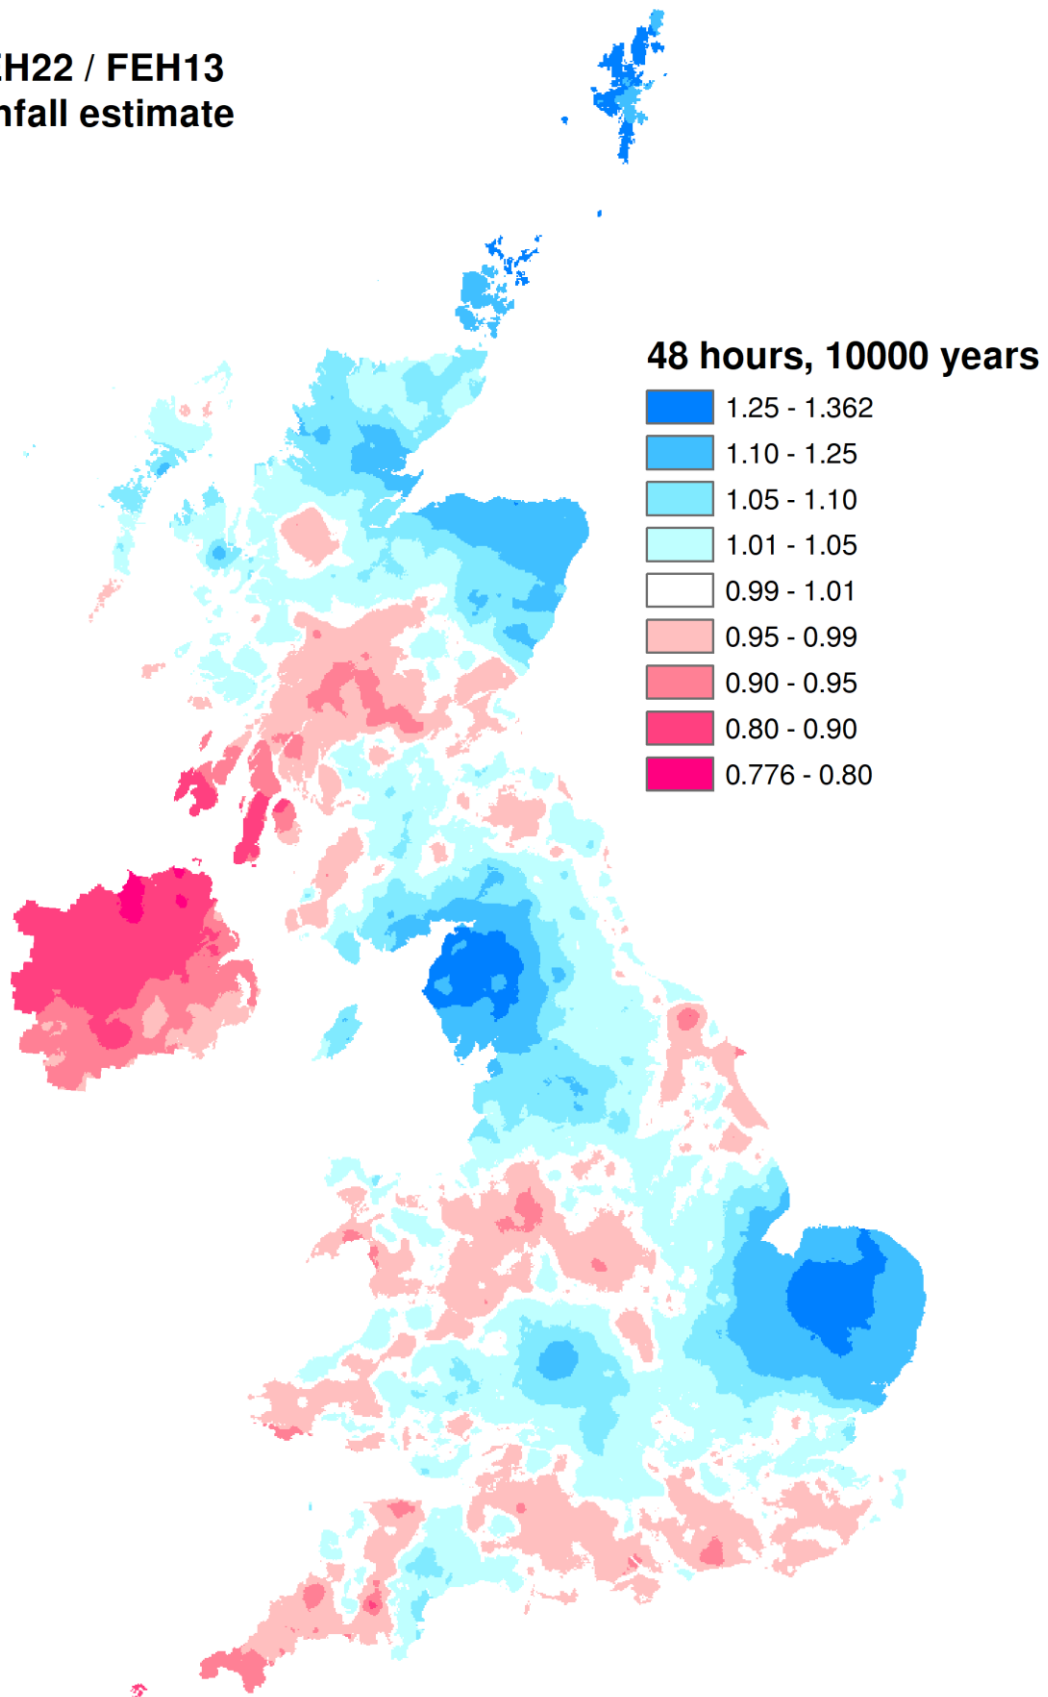 EH22 / FEH13
nfall estimate
48 hours, 10000 years
1.25 - 1.362
1.10 - 1.25
1.05 - 1.10
1.01 - 1.05
0.99 - 1.01
0.95 - 0.99
0.90 - 0.95
0.80 - 0.90
0.776 - 0.80